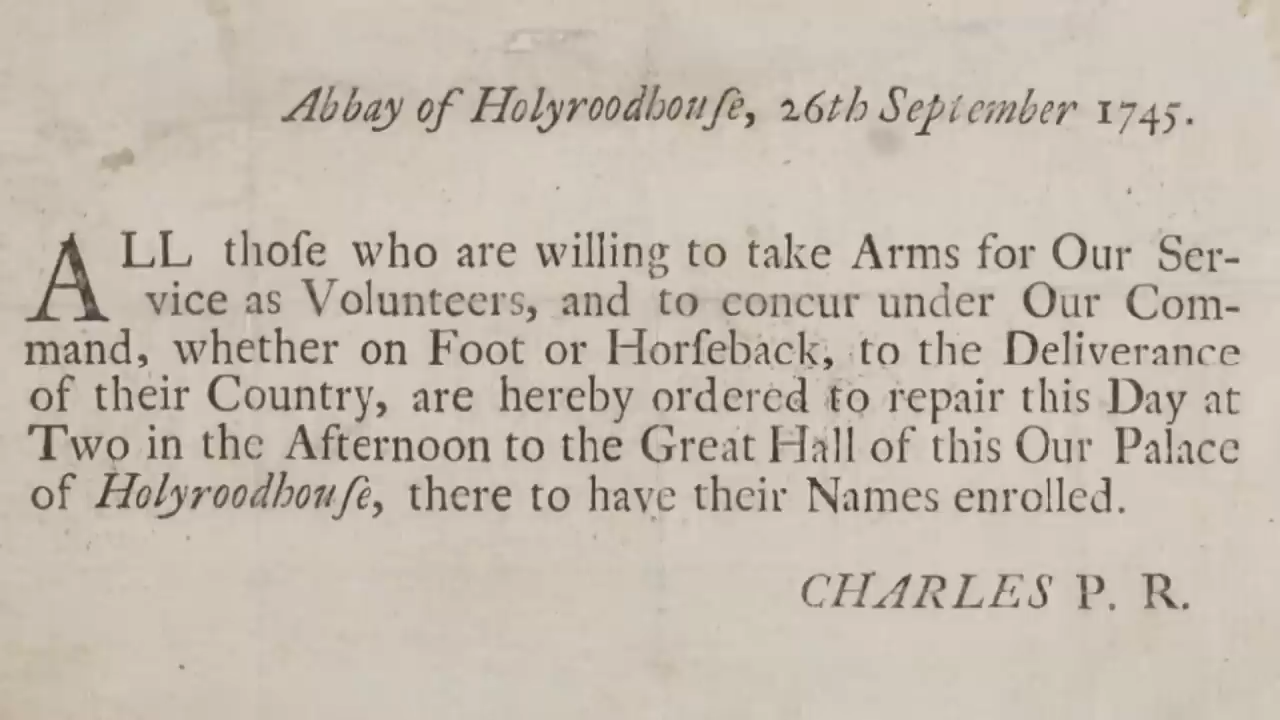 Abbay of Holyroodhouſe, 26th September 1745.
ALL thoſe who are willing to take Arms for Our Ser-
vice as Volunteers, and to concur under Our Com-
mand, whether on Foot or Horſeback, to the Deliverance
of their Country, are hereby ordered to repair this Day at
Two in the Afternoon to the Great Hall of this Our Palace
of Holyroodhouſe, there to have their Names enrolled.
CHARLES P. R.